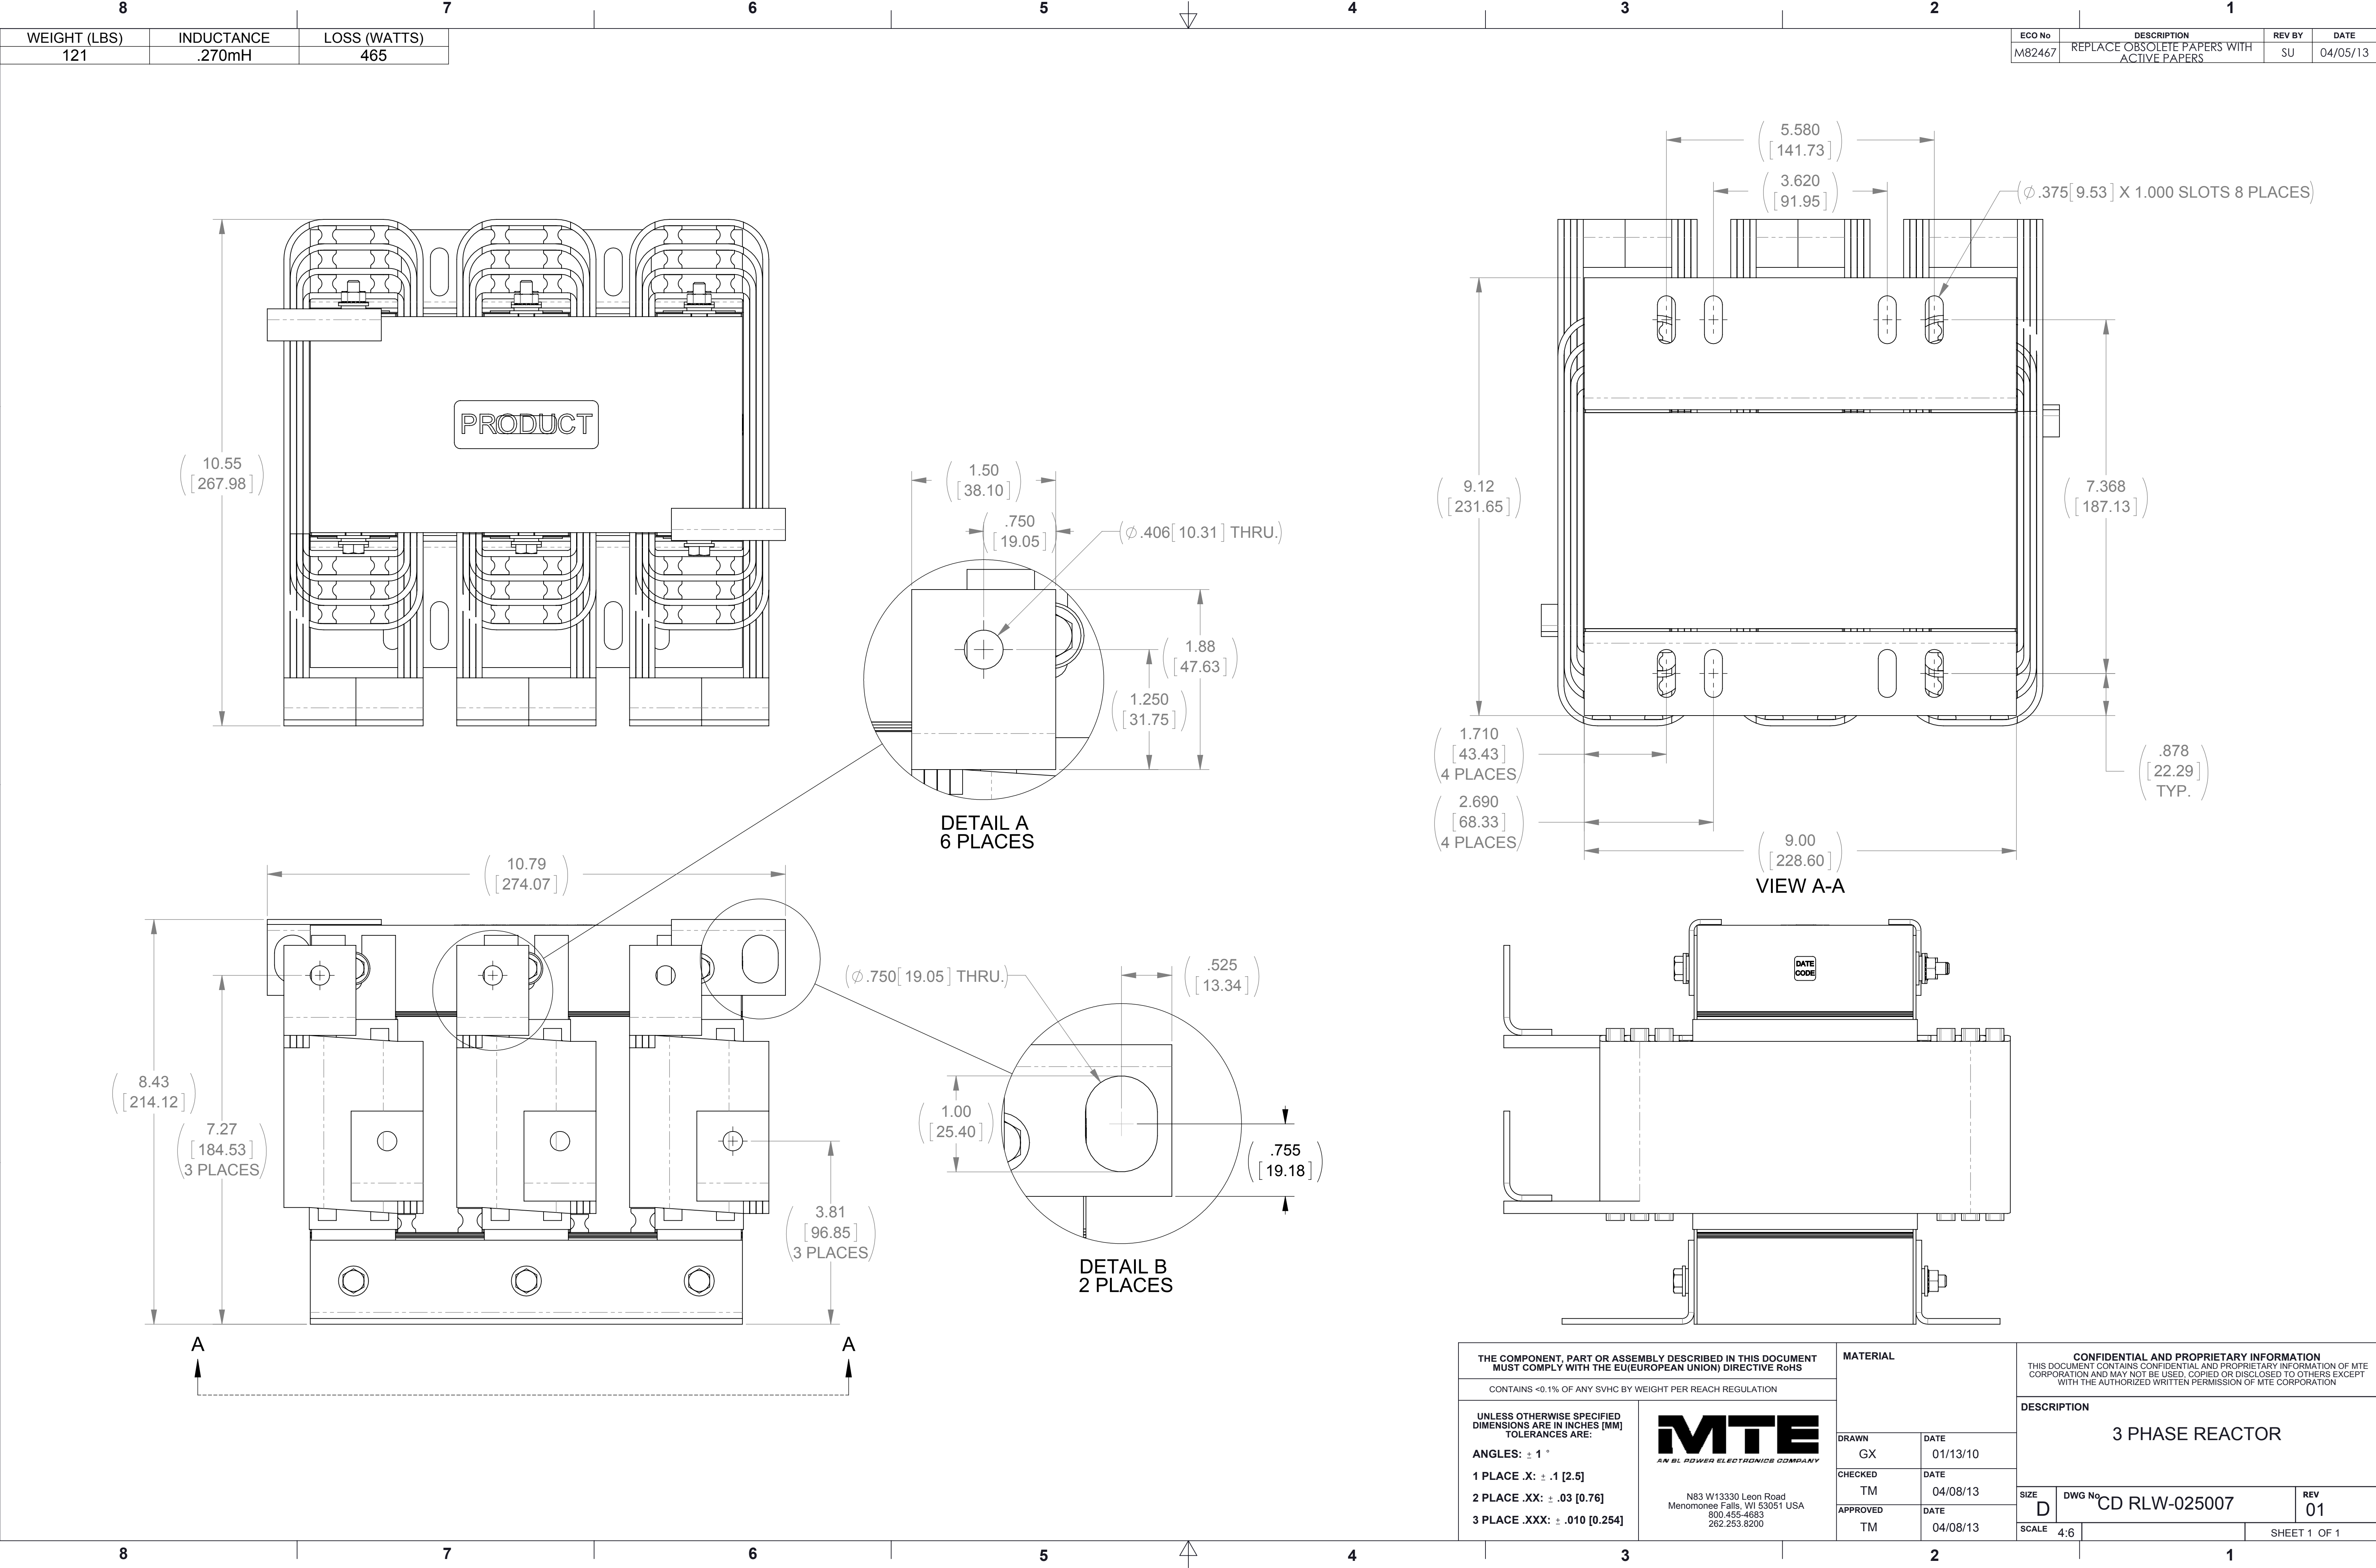 8 7 6 5 4 3 2 1
WEIGHT (LBS) INDUCTANCE LOSS (WATTS)
121 .270mH 465
ECO No DESCRIPTION REV BY DATE
M82467 REPLACE OBSOLETE PAPERS WITH SU 04/05/13
ACTIVE PAPERS
PRODUCT
10.55
[267.98]
1.50
[38.10]
.750
[19.05]
(∅ .406[10.31] THRU.)
1.88
[47.63]
1.250
[31.75]
DETAIL A
6 PLACES
5.580
[141.73]
3.620
[91.95]
(∅ .375[9.53] X 1.000 SLOTS 8 PLACES)
9.12
[231.65]
7.368
[187.13]
1.710
[43.43]
4 PLACES
2.690
[68.33]
4 PLACES
.878
[22.29]
TYP.
9.00
[228.60]
VIEW A-A
10.79
[274.07]
8.43
[214.12]
7.27
[184.53]
3 PLACES
3.81
[96.85]
3 PLACES
A A
(∅ .750[19.05] THRU.)
.525
[13.34]
1.00
[25.40]
.755
[19.18]
DETAIL B
2 PLACES
DATE
CODE
THE COMPONENT, PART OR ASSEMBLY DESCRIBED IN THIS DOCUMENT
MUST COMPLY WITH THE EU(EUROPEAN UNION) DIRECTIVE RoHS
CONTAINS <0.1% OF ANY SVHC BY WEIGHT PER REACH REGULATION
UNLESS OTHERWISE SPECIFIED
DIMENSIONS ARE IN INCHES [MM]
TOLERANCES ARE:
ANGLES: ± 1 °
1 PLACE .X: ± .1 [2.5]
2 PLACE .XX: ± .03 [0.76]
3 PLACE .XXX: ± .010 [0.254]
MTE
AN SL POWER ELECTRONICS COMPANY
N83 W13330 Leon Road
Menomonee Falls, WI 53051 USA
800.455-4683
262.253.8200
MATERIAL
DRAWN DATE
GX 01/13/10
CHECKED DATE
TM 04/08/13
APPROVED DATE
TM 04/08/13
CONFIDENTIAL AND PROPRIETARY INFORMATION
THIS DOCUMENT CONTAINS CONFIDENTIAL AND PROPRIETARY INFORMATION OF MTE
CORPORATION AND MAY NOT BE USED, COPIED OR DISCLOSED TO OTHERS EXCEPT
WITH THE AUTHORIZED WRITTEN PERMISSION OF MTE CORPORATION
DESCRIPTION
3 PHASE REACTOR
SIZE DWG No REV
D CD RLW-025007 01
SCALE 4:6 SHEET 1 OF 1
8 7 6 5 4 3 2 1